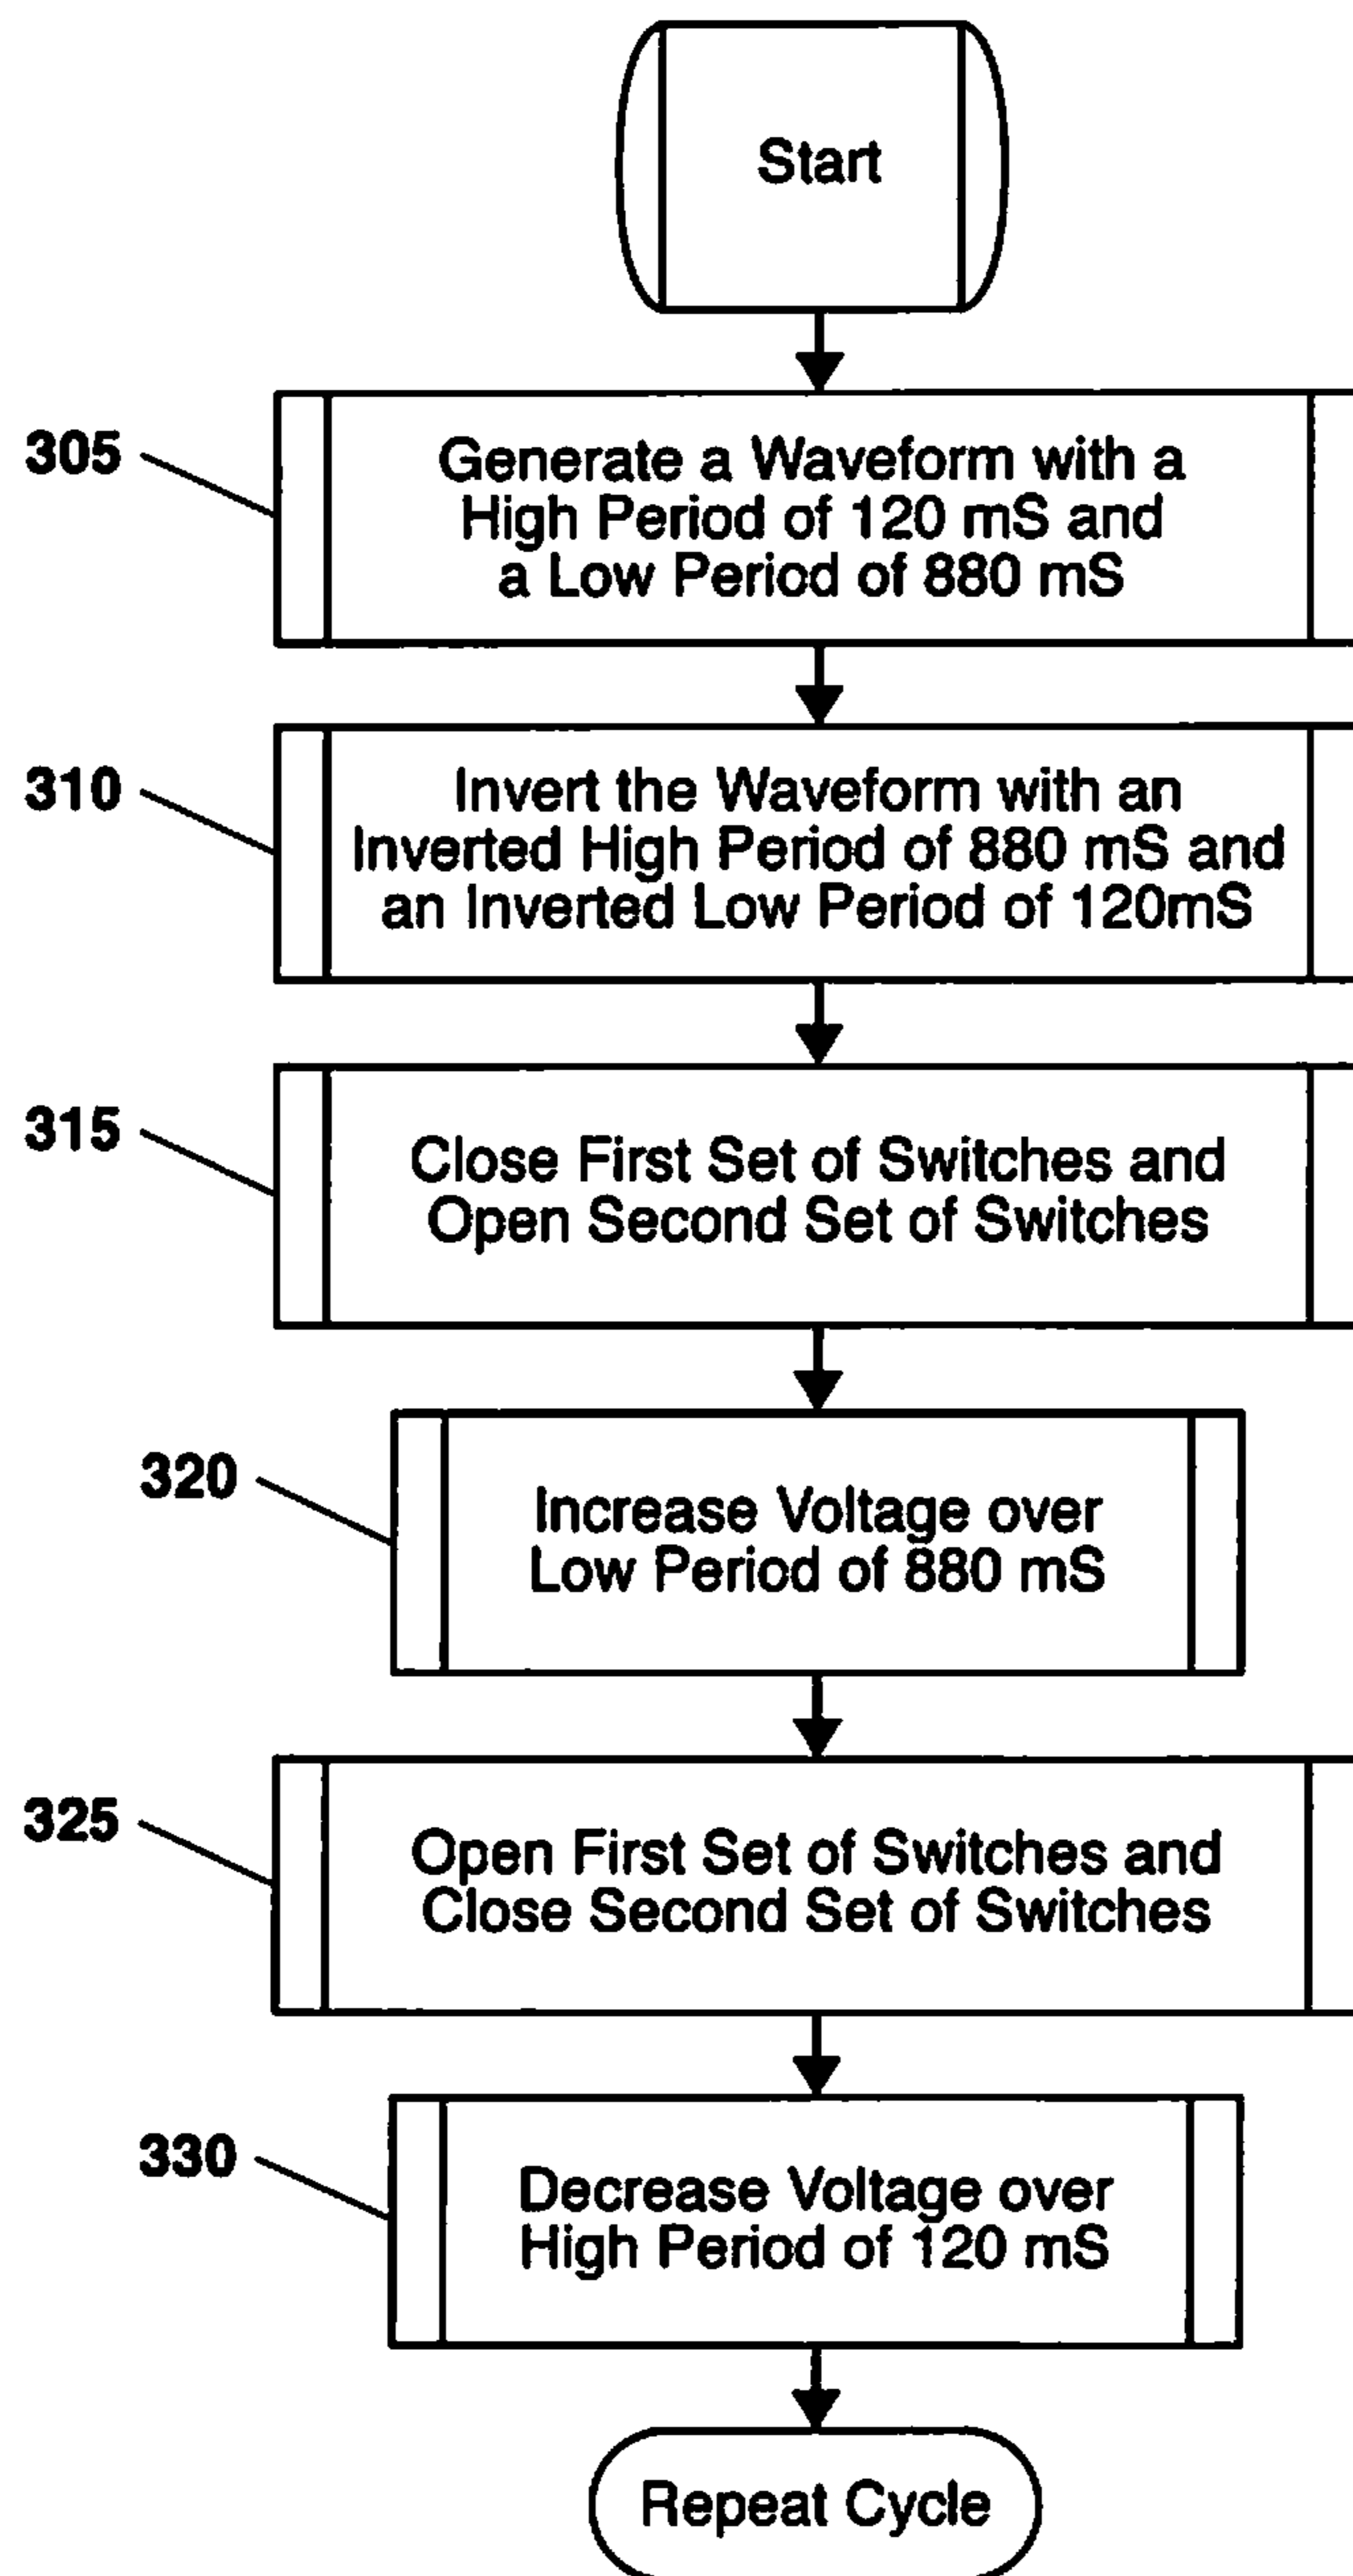 Start
305
Generate a Waveform with a
High Period of 120 mS and
a Low Period of 880 mS
310
Invert the Waveform with an
Inverted High Period of 880 mS and
an Inverted Low Period of 120mS
315
Close First Set of Switches and
Open Second Set of Switches
320
Increase Voltage over
Low Period of 880 mS
325
Open First Set of Switches and
Close Second Set of Switches
330
Decrease Voltage over
High Period of 120 mS
Repeat Cycle